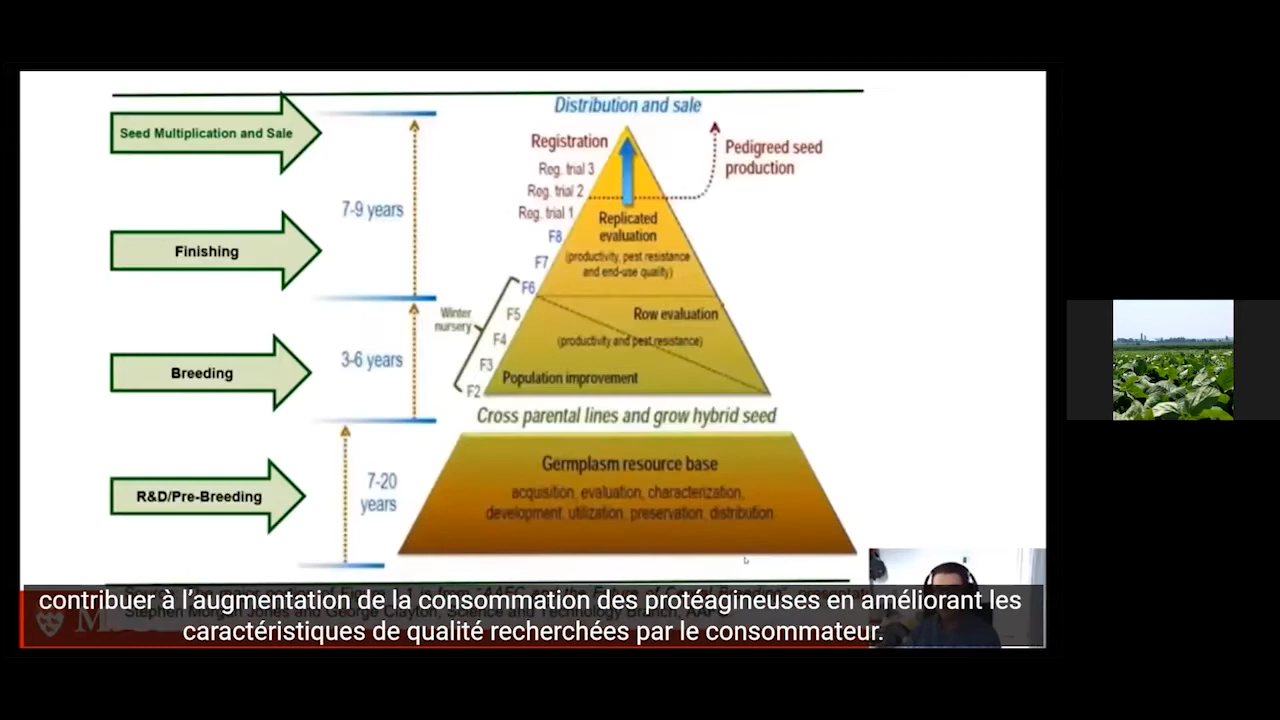 Distribution and sale
Seed Multiplication and Sale
Registration
Pedigreed seed
production
Reg. trial 3
Reg. trial 2
Reg. trial 1
7-9 years
Replicated
evaluation
F8
Finishing
(productivity, pest resistance
and end-use quality)
F7
F6
Winter
nursery
F5
Row evaluation
F4
(productivity and pest resistance)
3-6 years
F3
Breeding
Population improvement
F2
Cross parental lines and grow hybrid seed
Germplasm resource base
7-20
years
R&D/Pre-Breeding
acquisition, evaluation, characterization,
development, utilization, preservation, distribution
contribuer à l’augmentation de la consommation des protéagineuses en améliorant les
caractéristiques de qualité recherchées par le consommateur.